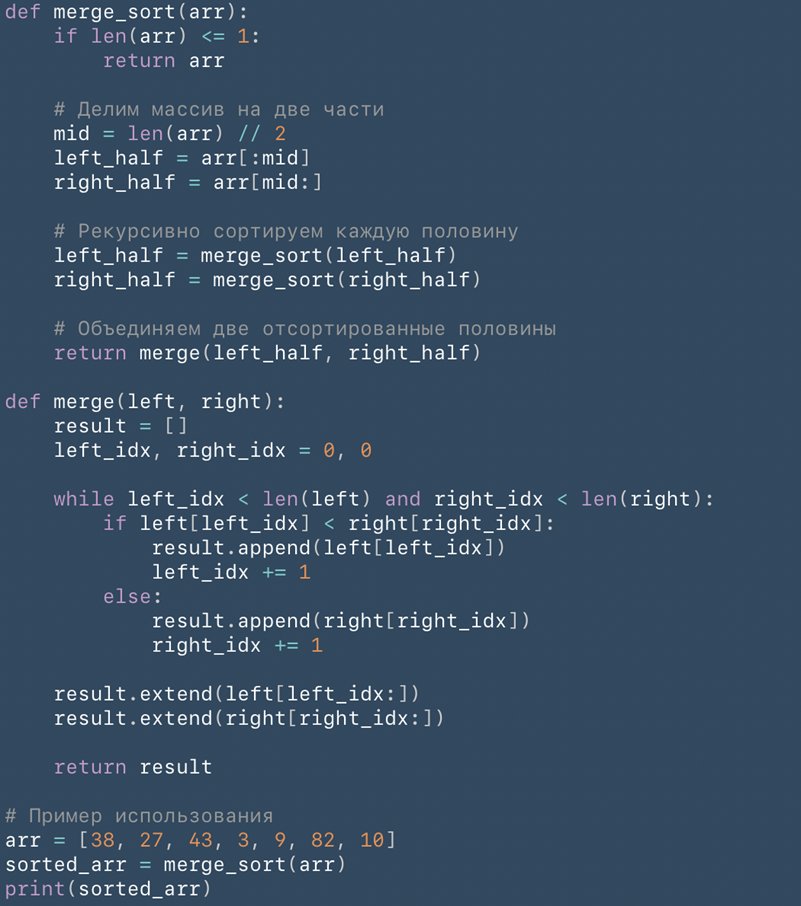 def merge_sort(arr):
    if len(arr) <= 1:
        return arr

    # Делим массив на две части
    mid = len(arr) // 2
    left_half = arr[:mid]
    right_half = arr[mid:]

    # Рекурсивно сортируем каждую половину
    left_half = merge_sort(left_half)
    right_half = merge_sort(right_half)

    # Объединяем две отсортированные половины
    return merge(left_half, right_half)

def merge(left, right):
    result = []
    left_idx, right_idx = 0, 0

    while left_idx < len(left) and right_idx < len(right):
        if left[left_idx] < right[right_idx]:
            result.append(left[left_idx])
            left_idx += 1
        else:
            result.append(right[right_idx])
            right_idx += 1

    result.extend(left[left_idx:])
    result.extend(right[right_idx:])

    return result

# Пример использования
arr = [38, 27, 43, 3, 9, 82, 10]
sorted_arr = merge_sort(arr)
print(sorted_arr)